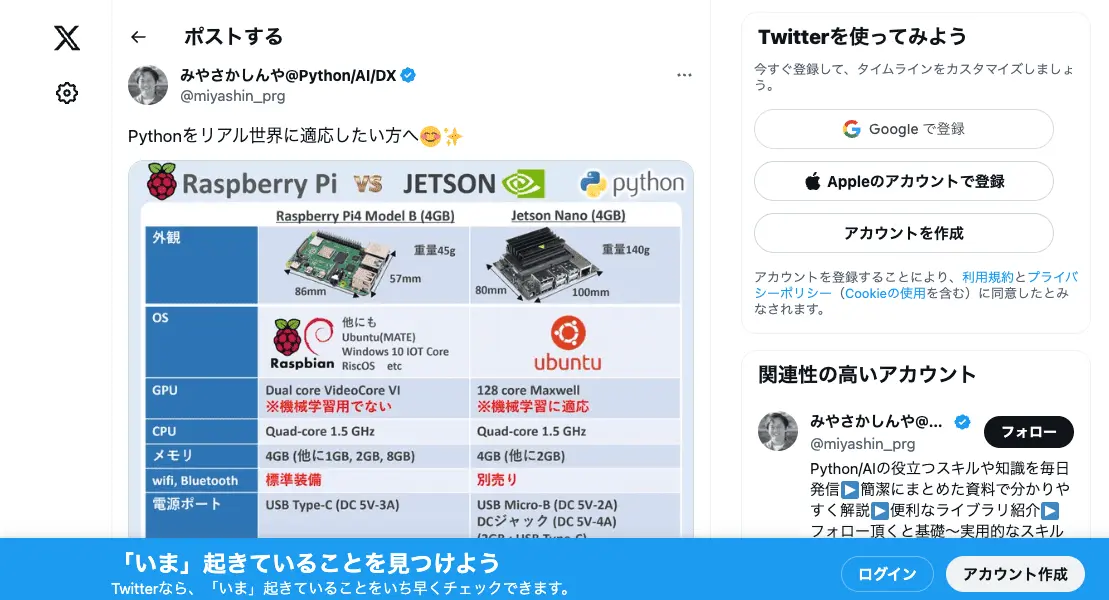 ポストする
みやさかしんや@Python/AI/DX
@miyashin_prg
Pythonをリアル世界に適応したい方へ😊✨
Raspberry Pi VS JETSON python
Raspberry Pi4 Model B (4GB) Jetson Nano (4GB)
外観
重量45g
57mm
86mm
重量140g
80mm
100mm
OS
Raspbian
他にも
Ubuntu(MATE)
Windows 10 IOT Core
RiscOS etc
ubuntu
GPU
Dual core VideoCore VI
※機械学習用でない
128 core Maxwell
※機械学習に適応
CPU Quad-core 1.5 GHz Quad-core 1.5 GHz
メモリ 4GB (他に1GB, 2GB, 8GB) 4GB (他に2GB)
wifi, Bluetooth 標準装備 別売り
電源ポート USB Type-C (DC 5V-3A)
USB Micro-B (DC 5V-2A)
DCジャック (DC 5V-4A)
Twitterを使ってみよう
今すぐ登録して、タイムラインをカスタマイズしましょ
う。
Google で登録
Appleのアカウントで登録
アカウントを作成
アカウントを登録することにより、利用規約とプライバ
シーポリシー（Cookieの使用を含む）に同意したとみ
なされます。
関連性の高いアカウント
みやさかしんや@...
@miyashin_prg
フォロー
Python/AIの役立つスキルや知識を毎日
発信▶️簡潔にまとめた資料で分かりや
すく解説▶️便利なライブラリ紹介▶️
フォロー頂くと基礎〜実用的なスキル
「いま」起きていることを見つけよう
Twitterなら、「いま」起きていることをいち早くチェックできます。
ログイン
アカウント作成